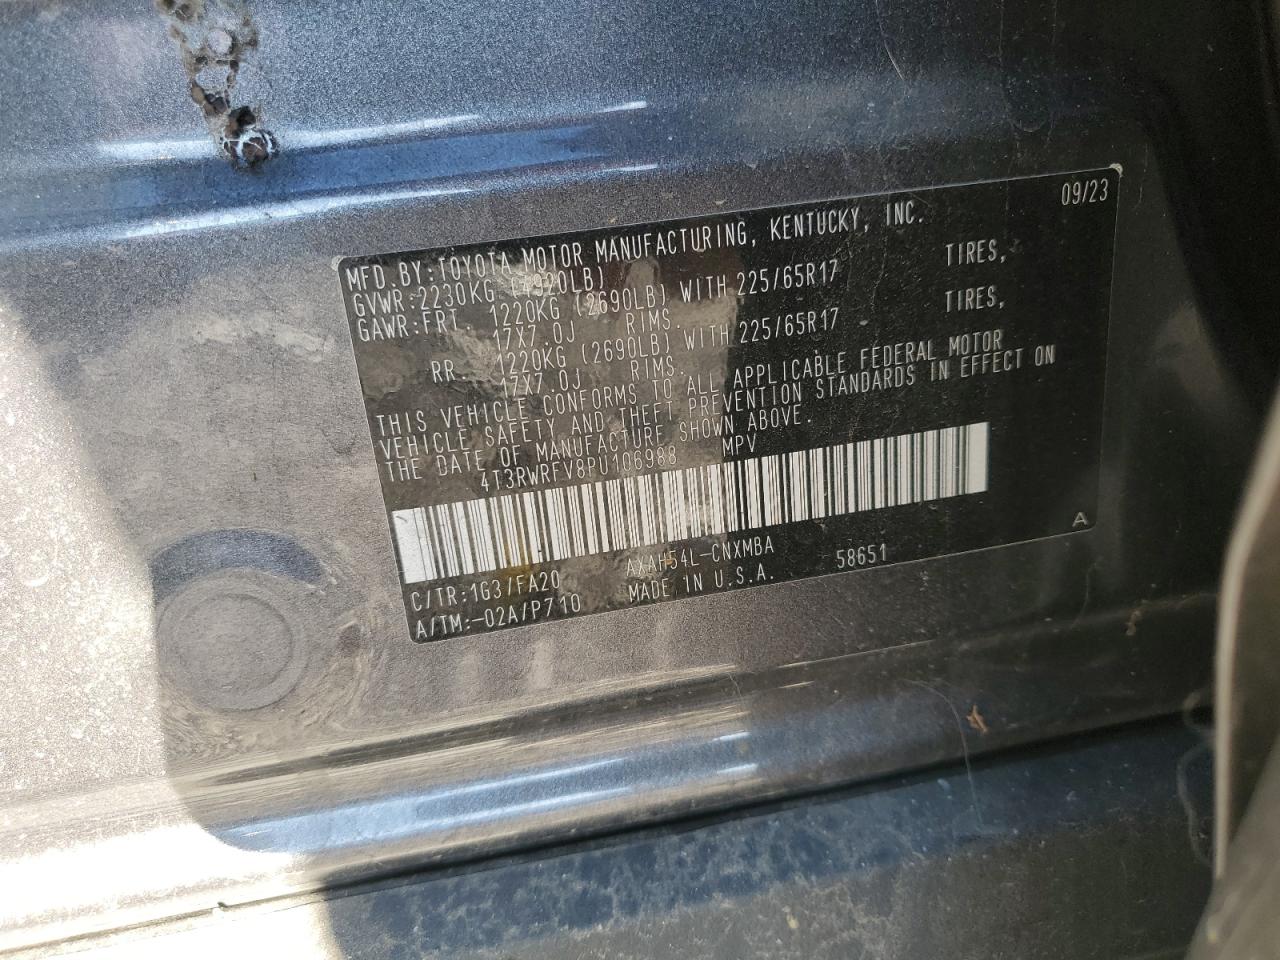 09/23
MFD.BY:TOYOTA MOTOR MANUFACTURING, KENTUCKY, INC.
GVWR:2230KG (4920LB)
GAWR:FRT. 1220KG (2690LB) WITH 225/65R17 TIRES,
17X7.0J RIMS.
RR. 1220KG (2690LB) WITH 225/65R17 TIRES,
17X7.0J RIMS.
THIS VEHICLE CONFORMS TO ALL APPLICABLE FEDERAL MOTOR
VEHICLE SAFETY AND THEFT PREVENTION STANDARDS IN EFFECT ON
THE DATE OF MANUFACTURE SHOWN ABOVE.
4T3RWRFV8PU106988 MPV
C/TR:1G3/FA20 AXAH54L-CNXMBA
A/TM:-02A/P710 MADE IN U.S.A. 58651
A